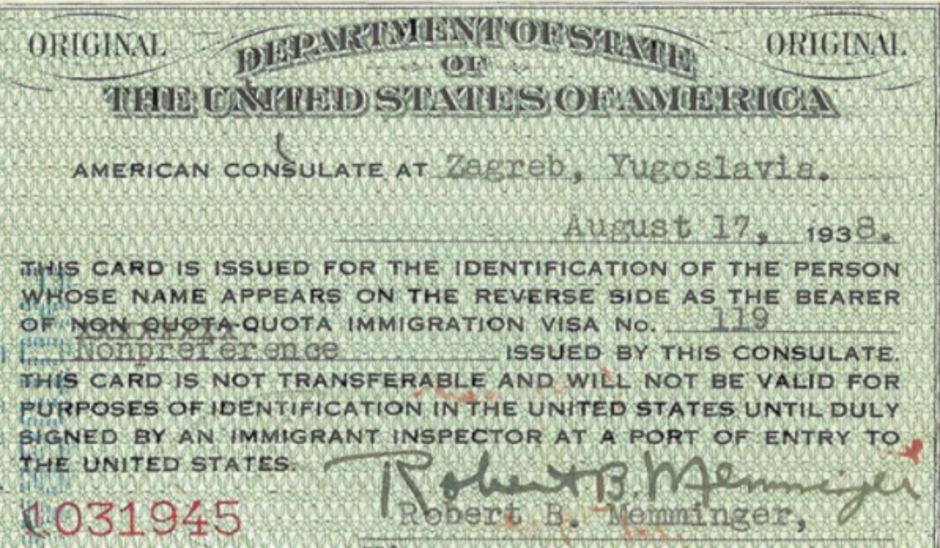 ORIGINAL DEPARTMENT OF STATE ORIGINAL
OF
THE UNITED STATES OF AMERICA
AMERICAN CONSULATE AT Zagreb, Yugoslavia.
August 17, 1938.
THIS CARD IS ISSUED FOR THE IDENTIFICATION OF THE PERSON
WHOSE NAME APPEARS ON THE REVERSE SIDE AS THE BEARER
OF NON QUOTA-QUOTA IMMIGRATION VISA No. 119
Nonpreference ISSUED BY THIS CONSULATE.
THIS CARD IS NOT TRANSFERABLE AND WILL NOT BE VALID FOR
PURPOSES OF IDENTIFICATION IN THE UNITED STATES UNTIL DULY
SIGNED BY AN IMMIGRANT INSPECTOR AT A PORT OF ENTRY TO
THE UNITED STATES.
Robert B. Memminger
1031945 Robert B. Memminger,